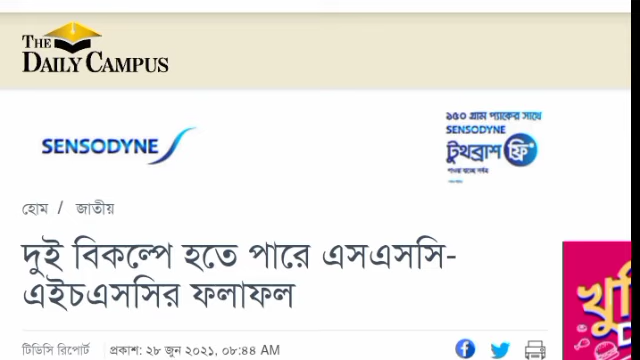 THE
DAILY CAMPUS
SENSODYNE
১৫০ গ্রাম প্যাকের সাথে
SENSODYNE
টুথব্রাশ ফ্রি*
হোম / জাতীয়
দুই বিকল্পে হতে পারে এসএসসি-
এইচএসসির ফলাফল
টিডিসি রিপোর্ট
প্রকাশ: ২৮ জুন ২০২১, ০৮:৪৪ AM